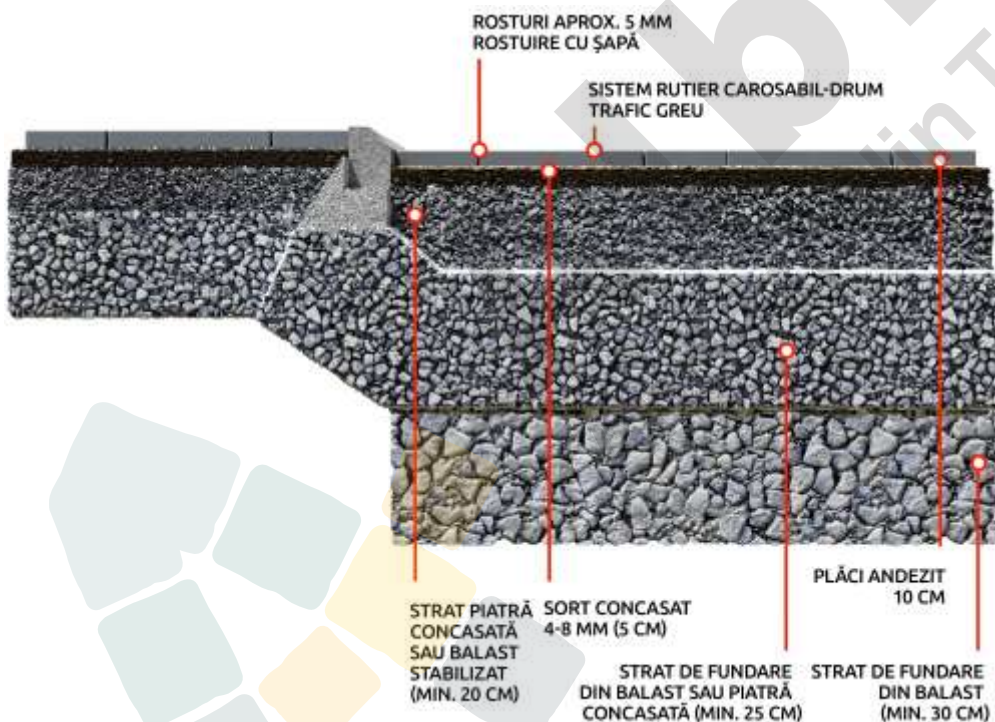 ROSTURI APROX. 5 MM
ROSTUIRE CU ȘAPĂ
SISTEM RUTIER CAROSABIL-DRUM
TRAFIC GREU
PLĂCI ANDEZIT
10 CM
STRAT PIATRĂ
CONCASATĂ
SAU BALAST
STABILIZAT
(MIN. 20 CM)
SORT CONCASAT
4-8 MM (5 CM)
STRAT DE FUNDARE
DIN BALAST SAU PIATRĂ
CONCASATĂ (MIN. 25 CM)
STRAT DE FUNDARE
DIN BALAST
(MIN. 30 CM)